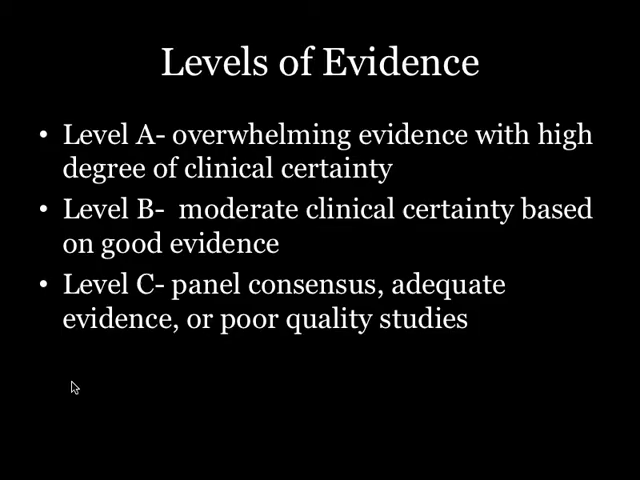 Levels of Evidence
• Level A- overwhelming evidence with high
degree of clinical certainty
• Level B-  moderate clinical certainty based
on good evidence
• Level C- panel consensus, adequate
evidence, or poor quality studies